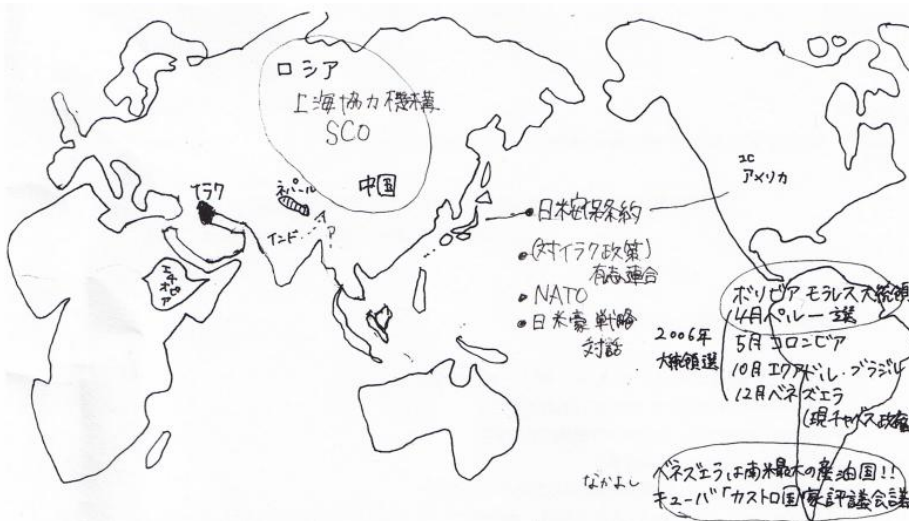 ロシア
上海協力機構
SCO
中国
イラク
ネパール
インド
エチオピア
北アメリカ
・日米安保条約
・(対イラク政策)
有志連合
・NATO
・日米豪戦略
対話
2006年
大統領選
ボリビアモラレス大統領
4月ペルー選
5月コロンビア
10月エクアドル・ブラジル
12月ベネズエラ
(現チャベス政権
なかよし
ベネズエラは南米最大の産油国!!
キューバ「カストロ国家評議会議